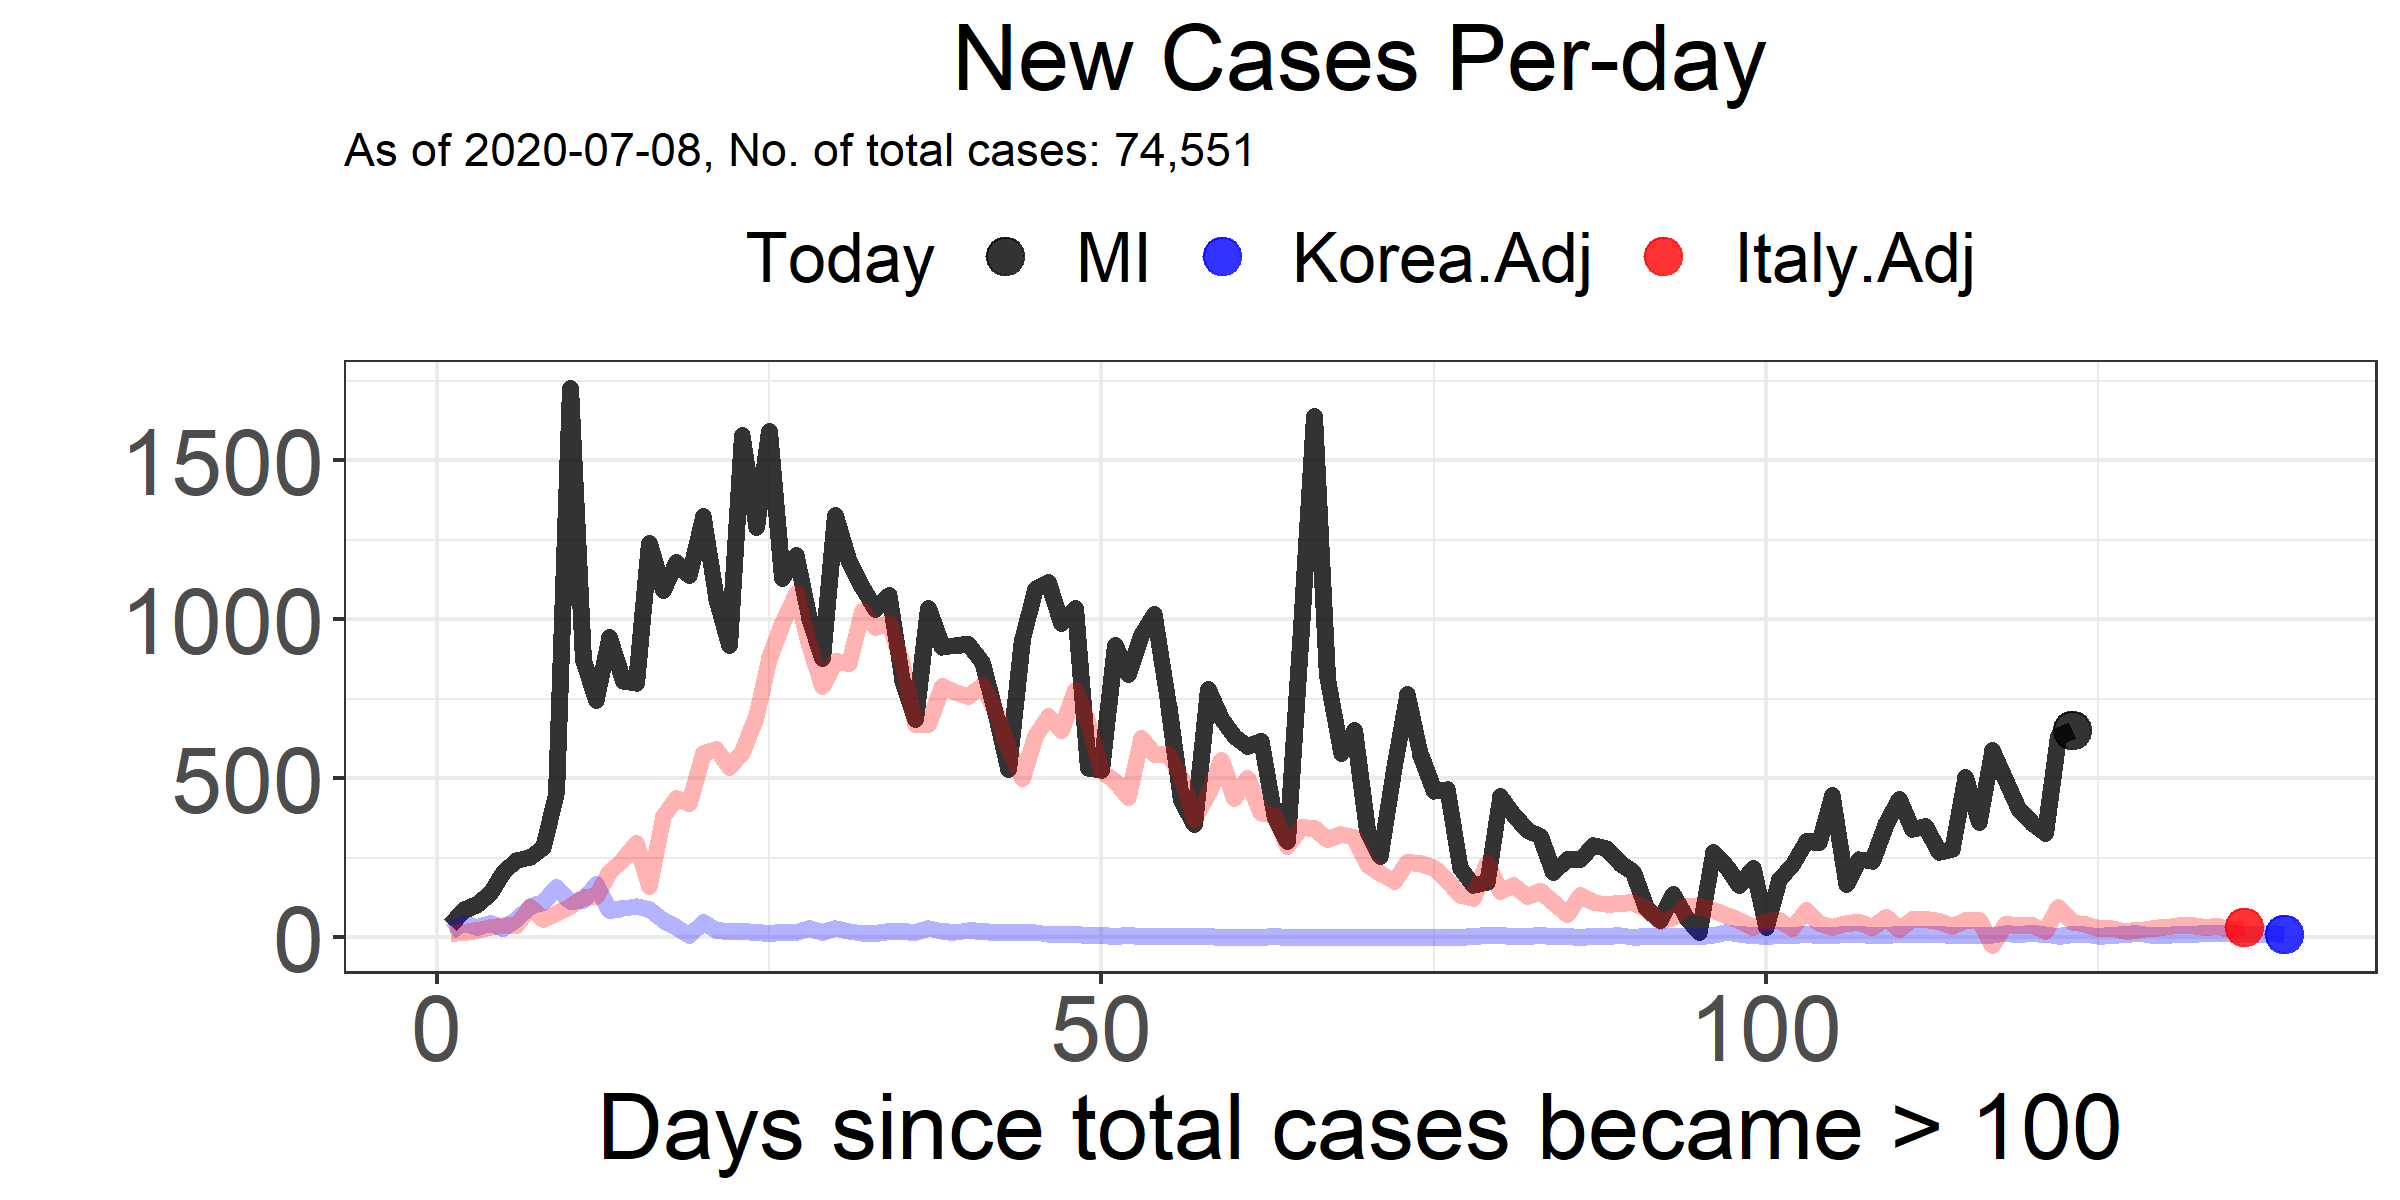 New Cases Per-day
As of 2020-07-08, No. of total cases: 74,551
Today MI Korea.Adj Italy.Adj
1500
1000
500
0
0 50 100
Days since total cases became > 100